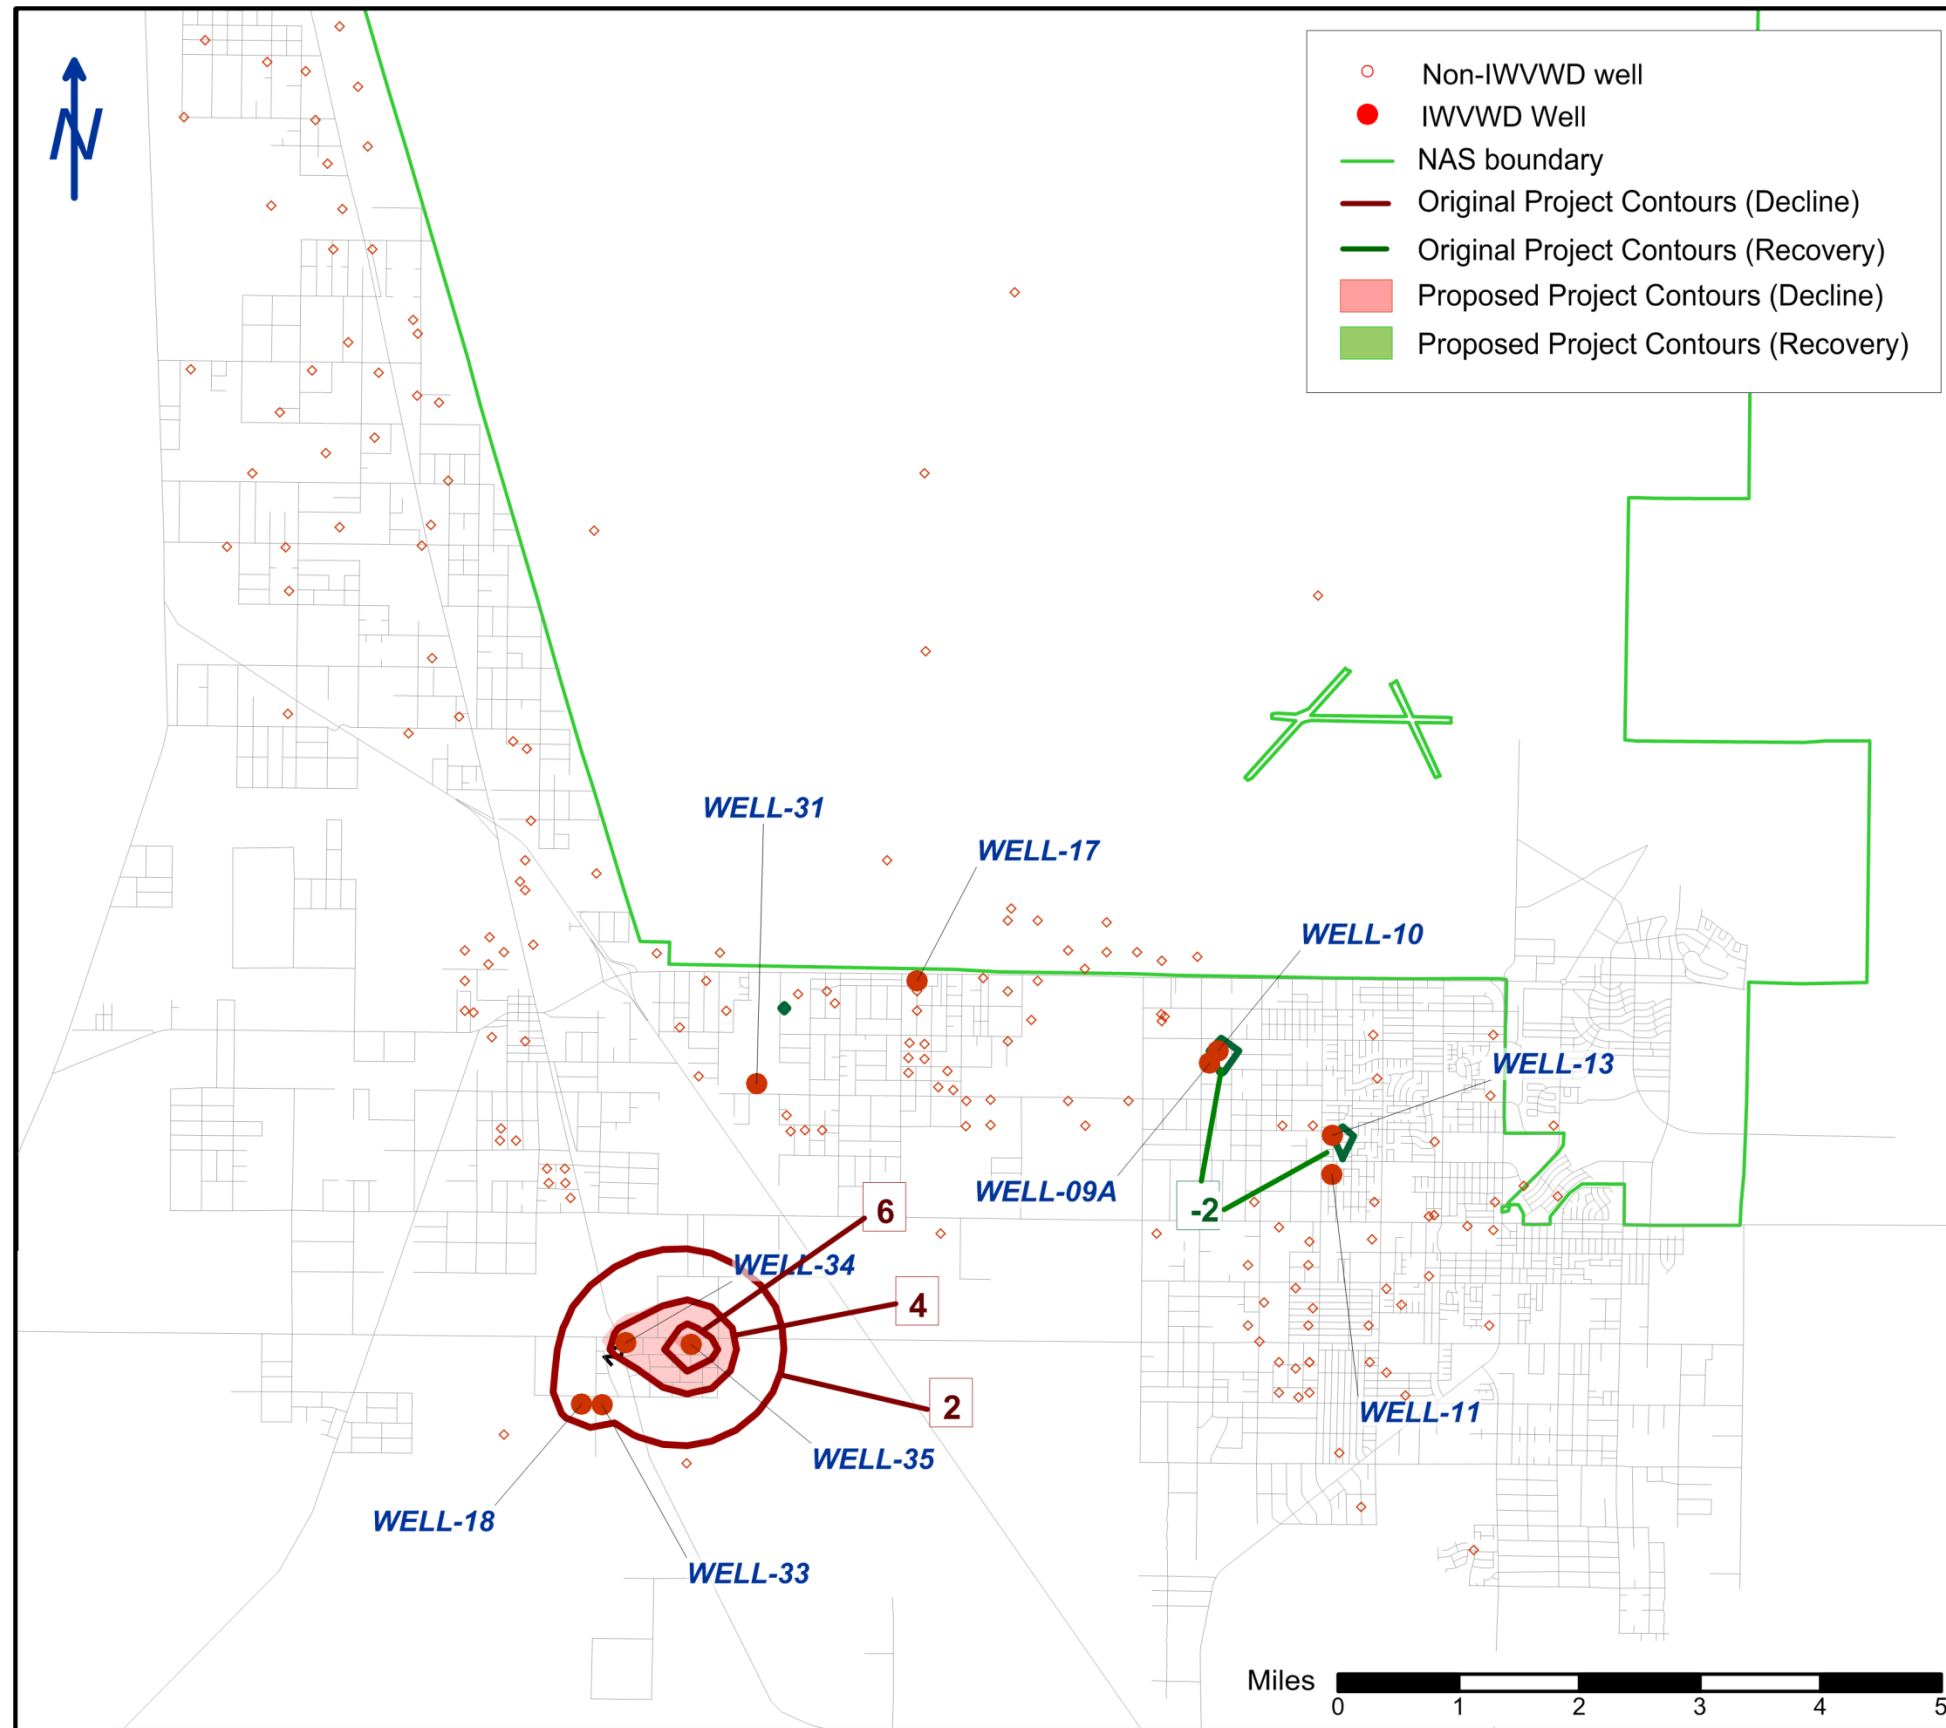 N
Non-IWVWD well
IWVWD Well
NAS boundary
Original Project Contours (Decline)
Original Project Contours (Recovery)
Proposed Project Contours (Decline)
Proposed Project Contours (Recovery)
WELL-31
WELL-17
WELL-10
WELL-13
WELL-09A
-2
6
WELL-34
4
2
WELL-11
WELL-35
WELL-18
WELL-33
Miles
0 1 2 3 4 5